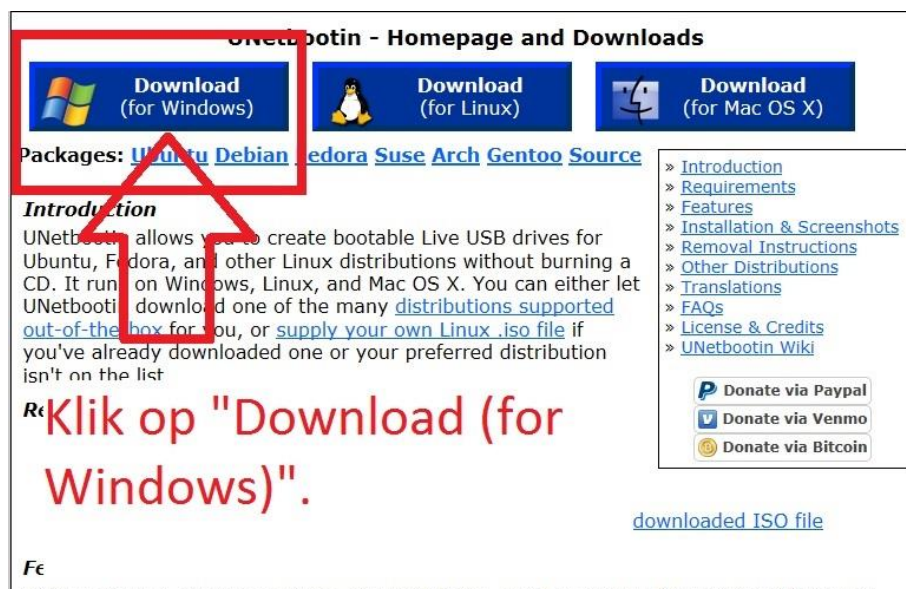 UNetbootin - Homepage and Downloads
Download
(for Windows)
Download
(for Linux)
Download
(for Mac OS X)
Packages: Ubuntu Debian Fedora Suse Arch Gentoo Source
Introduction
UNetbootin allows you to create bootable Live USB drives for
Ubuntu, Fedora, and other Linux distributions without burning a
CD. It runs on Windows, Linux, and Mac OS X. You can either let
UNetbootin download one of the many distributions supported
out-of-the-box for you, or supply your own Linux .iso file if
you've already downloaded one or your preferred distribution
isn't on the list
» Introduction
» Requirements
» Features
» Installation & Screenshots
» Removal Instructions
» Other Distributions
» Translations
» FAQs
» License & Credits
» UNetbootin Wiki
Donate via Paypal
Donate via Venmo
Donate via Bitcoin
Klik op "Download (for
Windows)".
downloaded ISO file